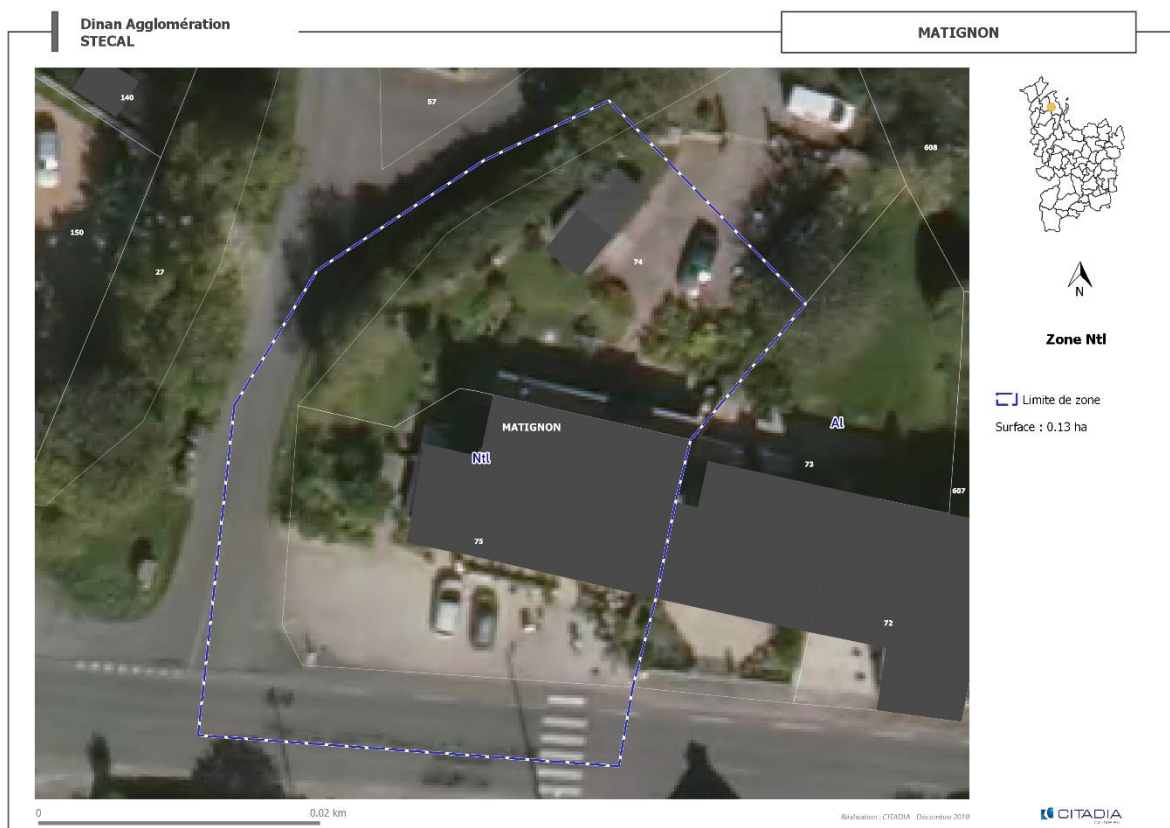 Dinan Agglomération
STECAL
MATIGNON
140
57
608
150
27
74
N
Zone Ntl
Limite de zone
Surface : 0.13 ha
MATIGNON
Al
Ntl
73
607
75
72
0
0.02 km
Réalisation : CITADIA Décembre 2019
CITADIA